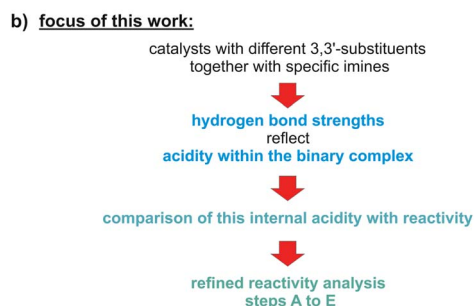 b) focus of this work:
catalysts with different 3,3'-substituents
together with specific imines
hydrogen bond strengths
reflect
acidity within the binary complex
comparison of this internal acidity with reactivity
refined reactivity analysis
steps A to E